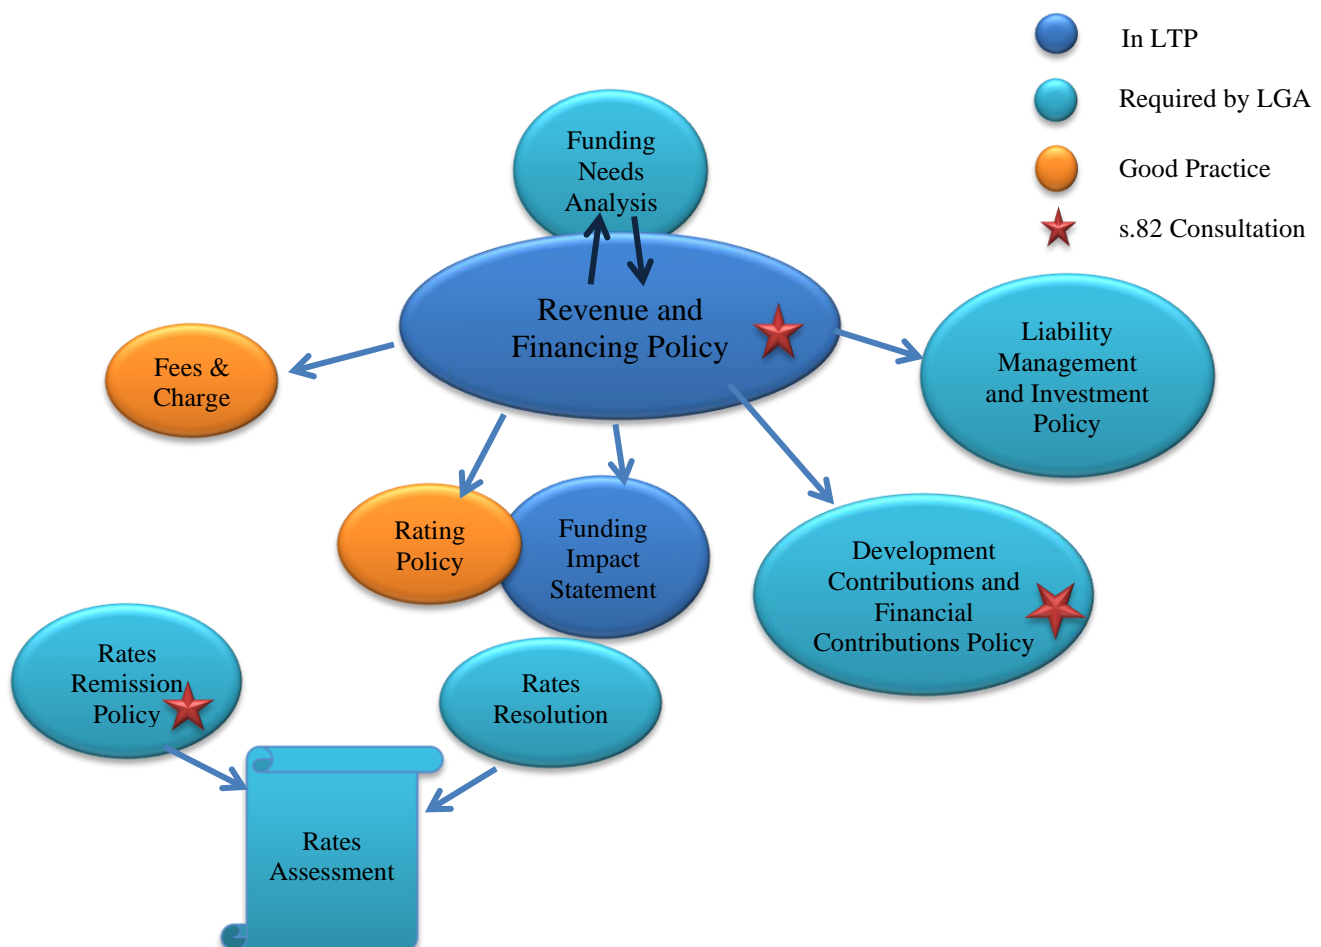 In LTP
Required by LGA
Good Practice
s.82 Consultation
Funding
Needs
Analysis
Revenue and
Financing Policy
Liability
Management
and Investment
Policy
Fees &
Charge
Rating
Policy
Funding
Impact
Statement
Development
Contributions and
Financial
Contributions Policy
Rates
Remission
Policy
Rates
Resolution
Rates
Assessment